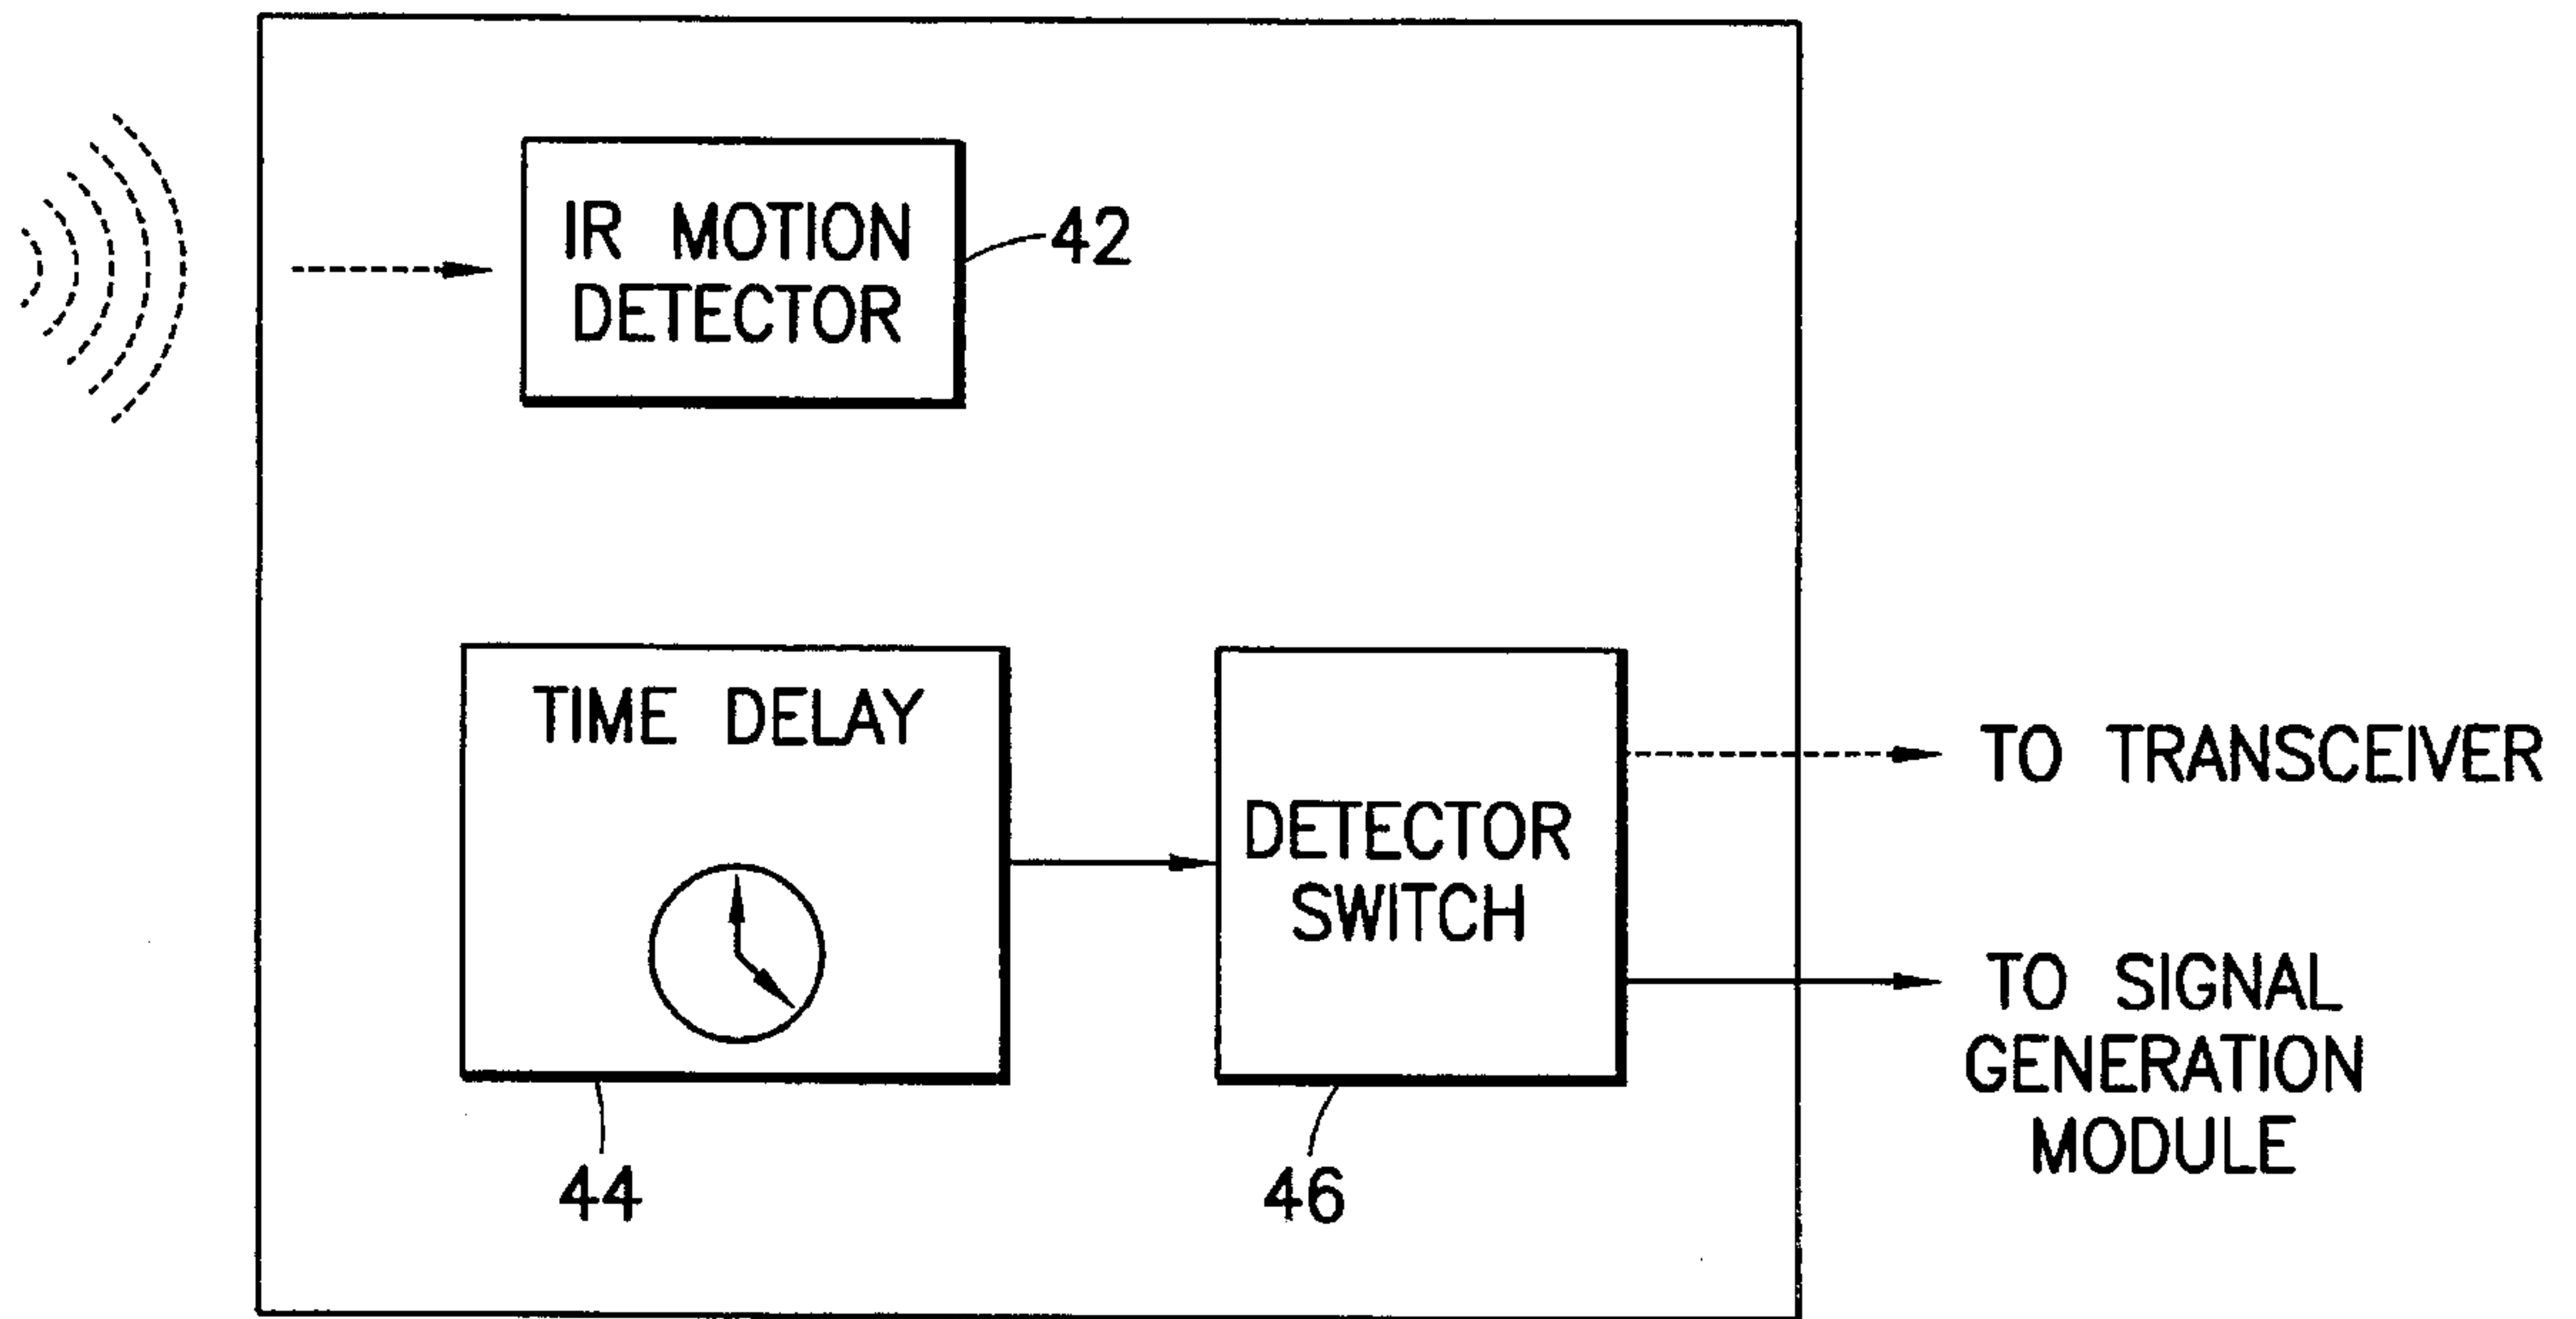 IR MOTION
DETECTOR
42
TIME DELAY
DETECTOR
SWITCH
TO TRANSCEIVER
TO SIGNAL
GENERATION
MODULE
44
46